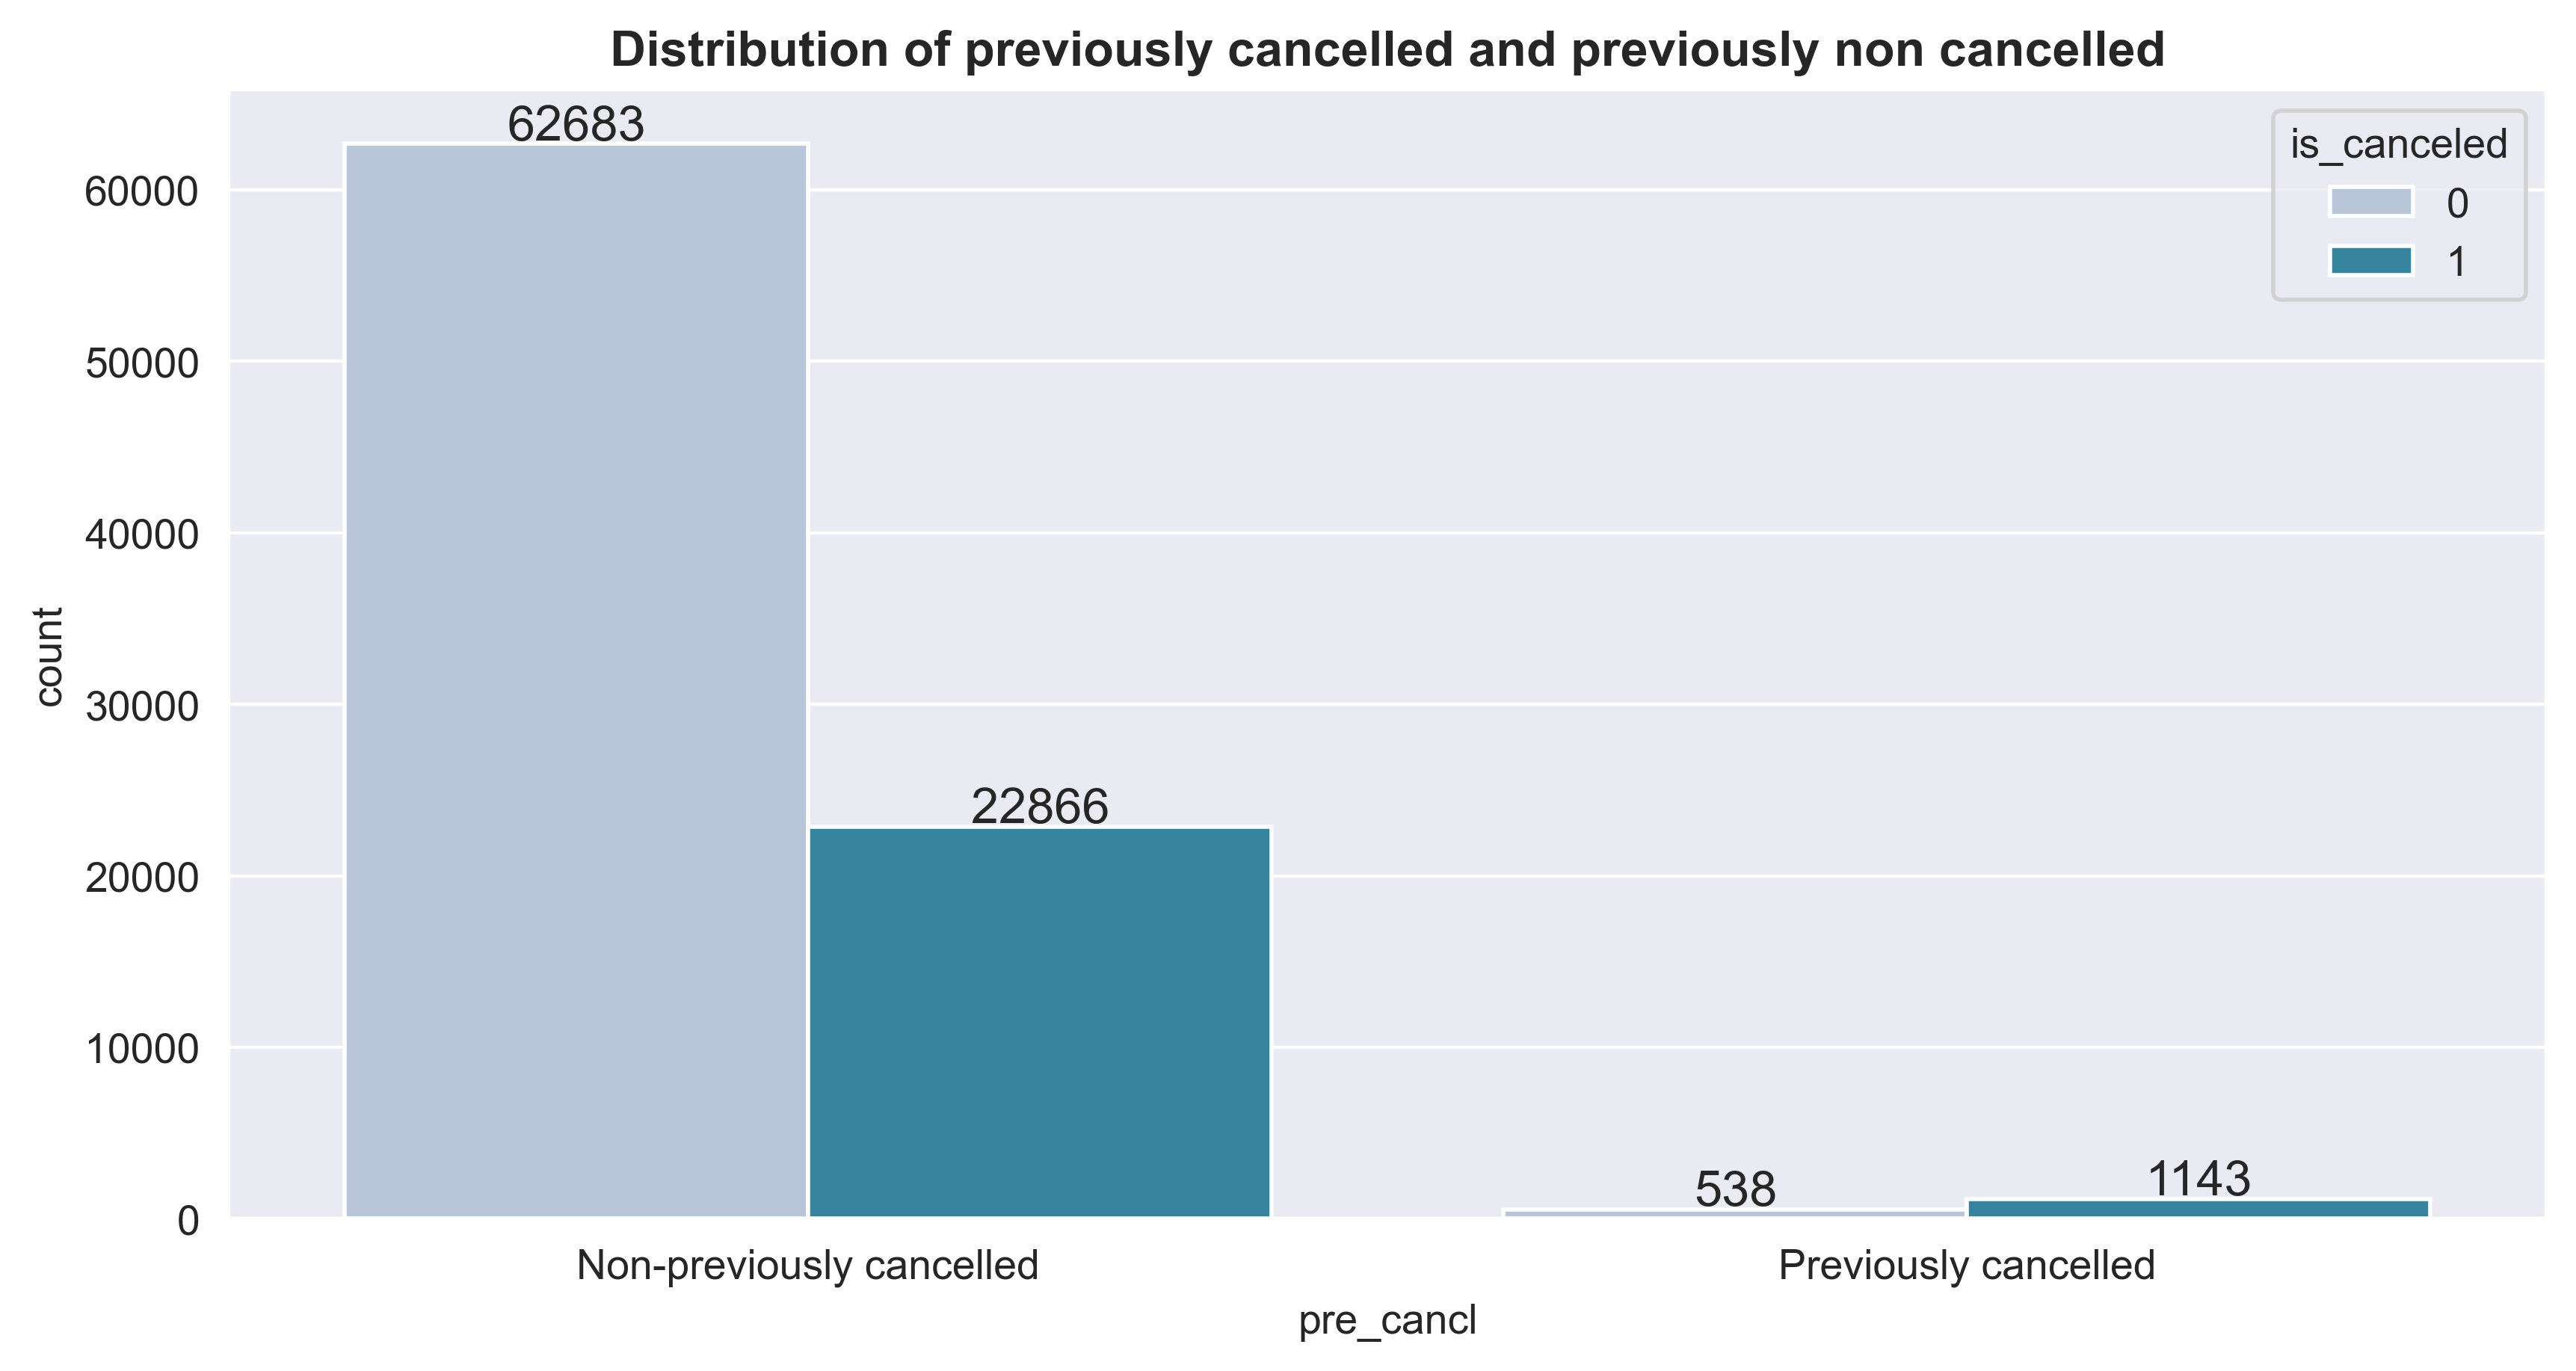 Distribution of previously cancelled and previously non cancelled
62683
is_canceled
0
1
60000
50000
40000
30000
20000
10000
0
count
22866
538
1143
Non-previously cancelled
Previously cancelled
pre_cancl